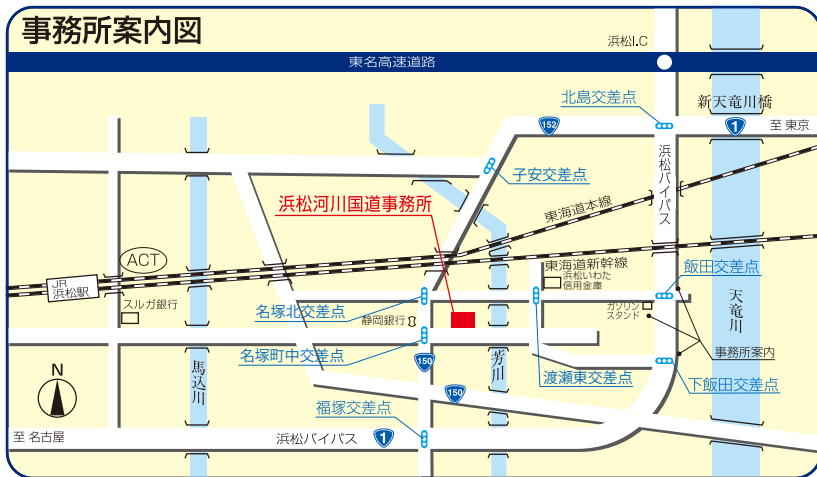 事務所案内図
浜松I.C
東名高速道路
北島交差点
新天竜川橋
152
1
至 東京
子安交差点
浜松バイパス
浜松河川国道事務所
東海道本線
ACT
JR
浜松駅
東海道新幹線
浜松いわた
信用金庫
飯田交差点
スルガ銀行
名塚北交差点
静岡銀行
ガソリン
スタンド
天竜川
名塚町中交差点
事務所案内
馬込川
150
芳川
渡瀬東交差点
下飯田交差点
N
150
福塚交差点
至 名古屋
浜松バイパス
1